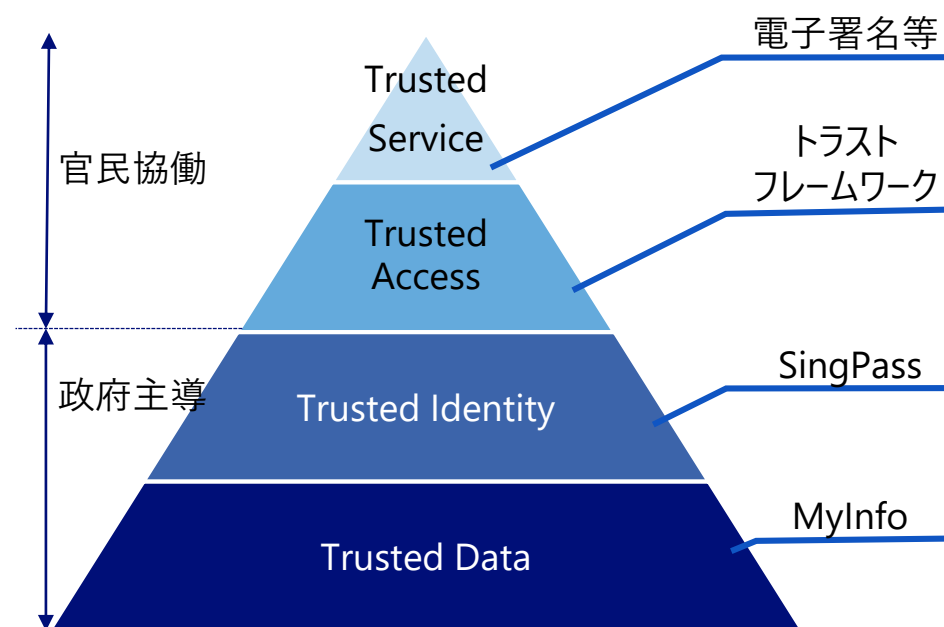 電子署名等
Trusted
Service
官民協働
トラスト
フレームワーク
Trusted
Access
SingPass
政府主導
Trusted Identity
MyInfo
Trusted Data